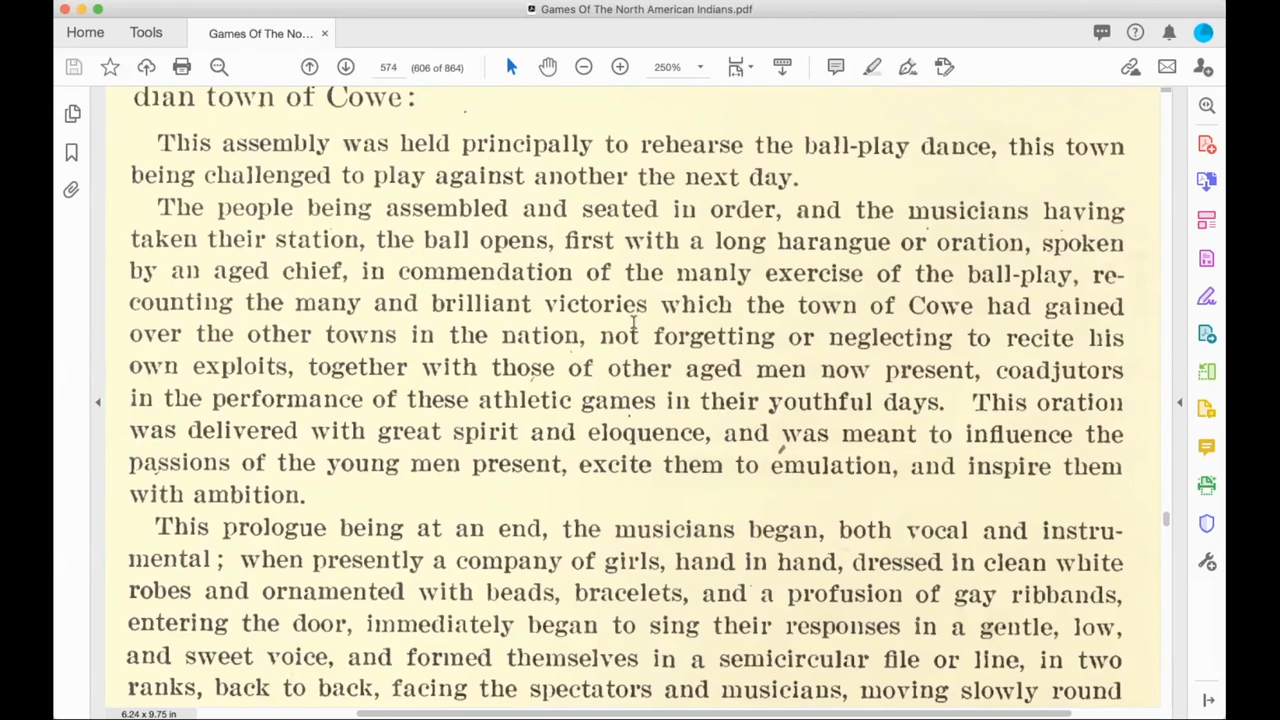 Games Of The North American Indians.pdf
Home
Tools
Games Of The No... ×
574
(606 of 864)
250%
dian town of Cowe:
This assembly was held principally to rehearse the ball-play dance, this town
being challenged to play against another the next day.
The people being assembled and seated in order, and the musicians having
taken their station, the ball opens, first with a long harangue or oration, spoken
by an aged chief, in commendation of the manly exercise of the ball-play, re-
counting the many and brilliant victories which the town of Cowe had gained
over the other towns in the nation, not forgetting or neglecting to recite his
own exploits, together with those of other aged men now present, coadjutors
in the performance of these athletic games in their youthful days. This oration
was delivered with great spirit and eloquence, and was meant to influence the
passions of the young men present, excite them to emulation, and inspire them
with ambition.
This prologue being at an end, the musicians began, both vocal and instru-
mental; when presently a company of girls, hand in hand, dressed in clean white
robes and ornamented with beads, bracelets, and a profusion of gay ribbands,
entering the door, immediately began to sing their responses in a gentle, low,
and sweet voice, and formed themselves in a semicircular file or line, in two
ranks, back to back, facing the spectators and musicians, moving slowly round
6.24 x 9.75 in